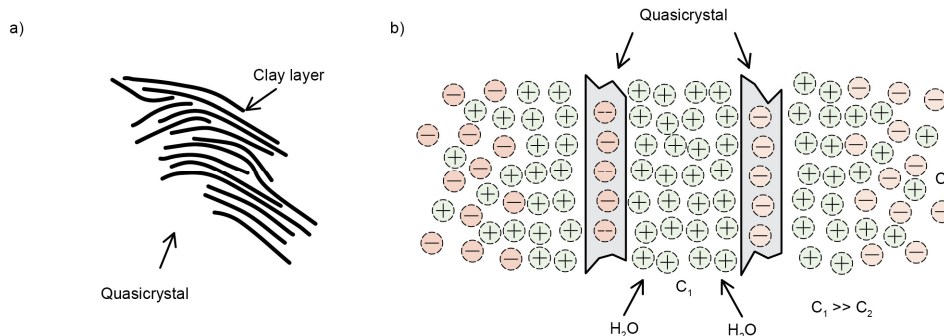 a)
Clay layer
Quasicrystal
b)
Quasicrystal
C₁
H₂O
H₂O
C₁ >> C₂
C